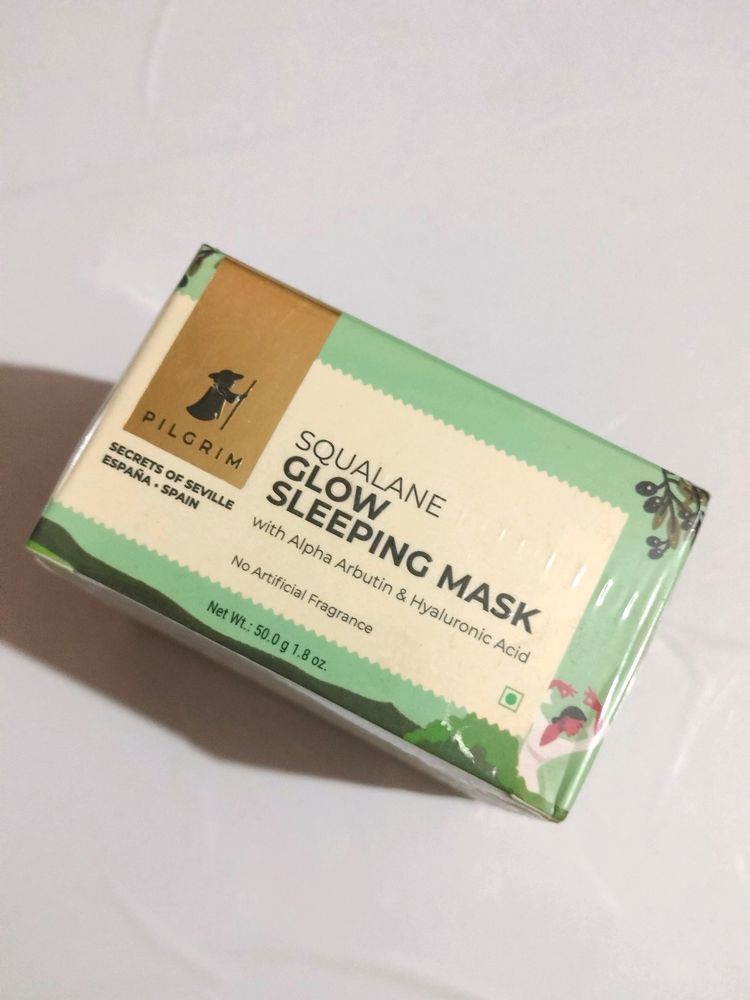 PILGRIM
SECRETS OF SEVILLE
ESPAÑA • SPAIN
SQUALANE
GLOW
SLEEPING MASK
with Alpha Arbutin & Hyaluronic Acid
No Artificial Fragrance
Net Wt.: 50.0 g 1.8 oz.